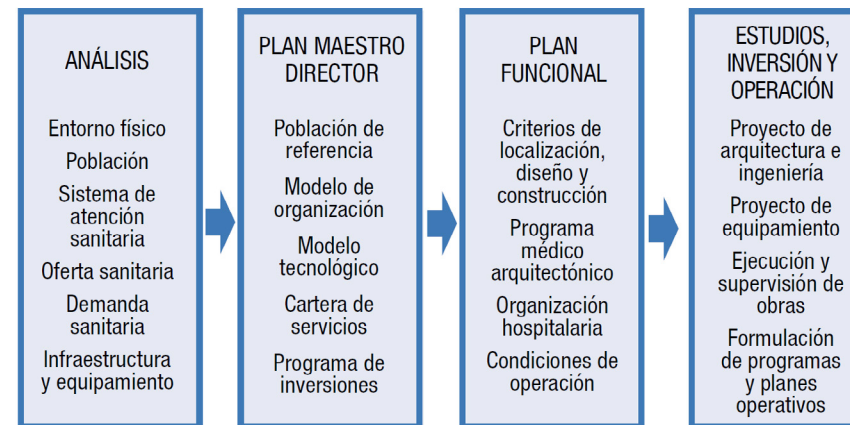 ANÁLISIS
Entorno físico
Población
Sistema de
atención
sanitaria
Oferta sanitaria
Demanda
sanitaria
Infraestructura
y equipamiento
PLAN MAESTRO
DIRECTOR
Población de
referencia
Modelo de
organización
Modelo
tecnológico
Cartera de
servicios
Programa de
inversiones
PLAN
FUNCIONAL
Criterios de
localización,
diseño y
construcción
Programa
médico
arquitectónico
Organización
hospitalaria
Condiciones de
operación
ESTUDIOS,
INVERSIÓN Y
OPERACIÓN
Proyecto de
arquitectura e
ingeniería
Proyecto de
equipamiento
Ejecución y
supervisión de
obras
Formulación
de programas
y planes
operativos